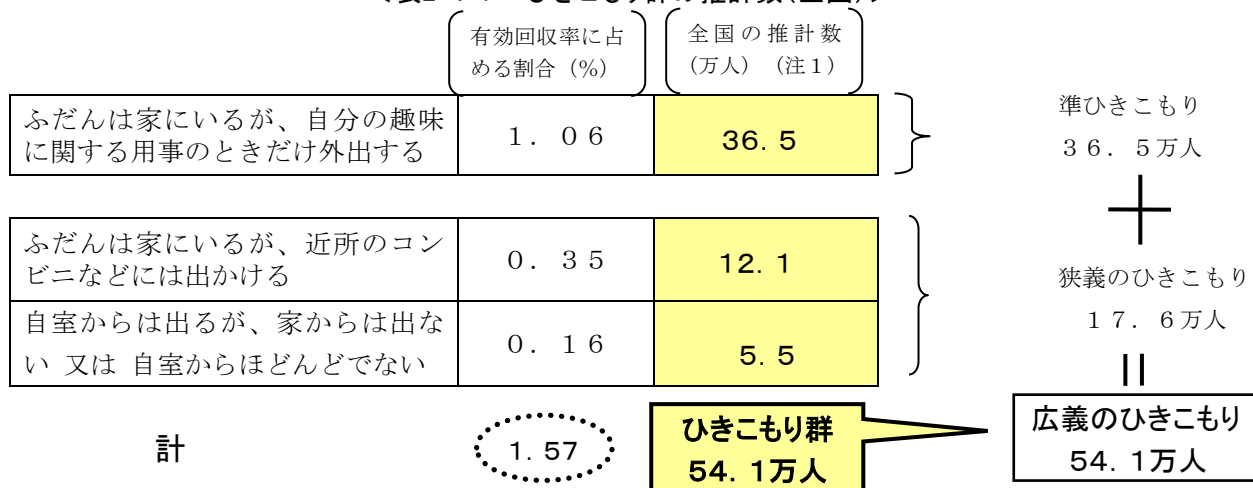 有効回収率に占
める割合（%）
全国の推計数
（万人）（注１）
ふだんは家にいるが、自分の趣味
に関する用事のときだけ外出する
１．０６
36．5
準ひきこもり
３６．５万人
＋
ふだんは家にいるが、近所のコン
ビニなどには出かける
０．３５
12．1
自室からは出るが、家からは出な
い 又は 自室からほどんどでない
０．１６
5．5
狭義のひきこもり
１７．６万人
＝
計
1．57
ひきこもり群
54．1万人
広義のひきこもり
54．1万人